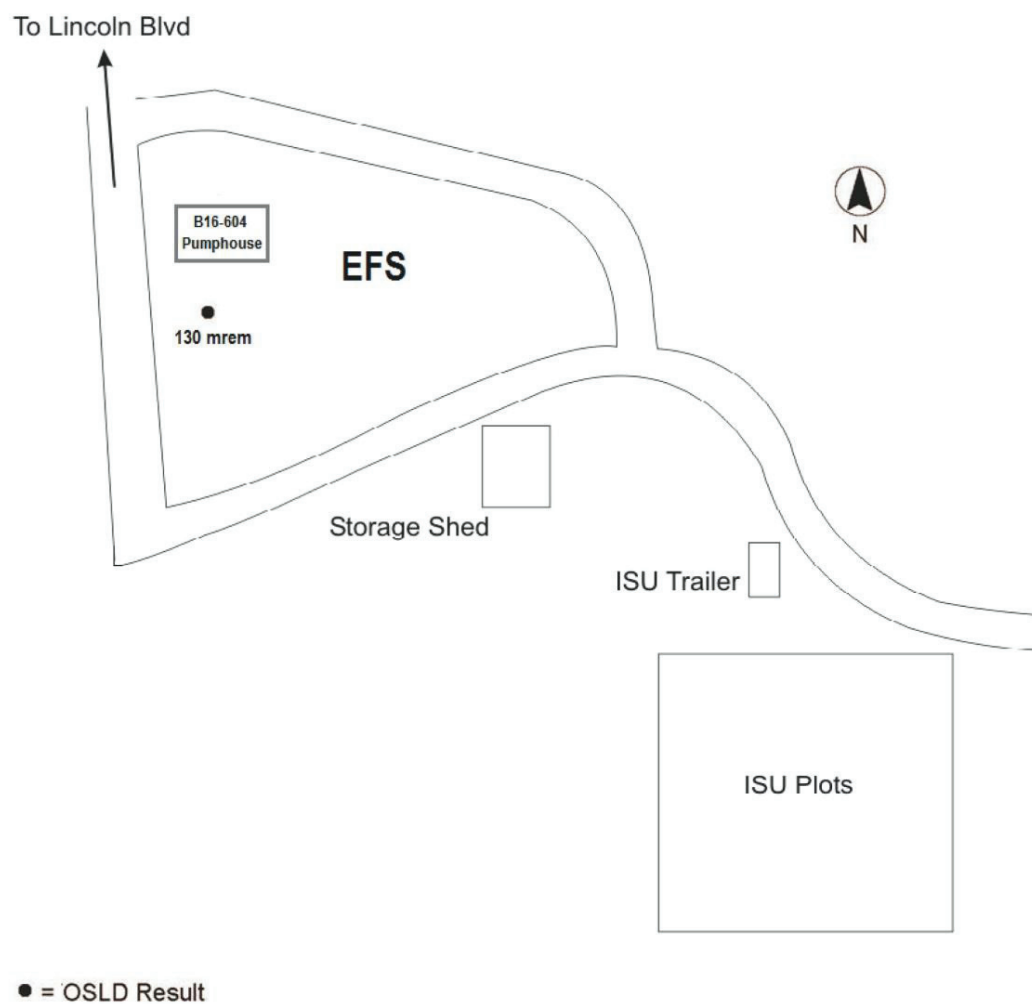 To Lincoln Blvd
B16-604
Pumphouse
EFS
N
130 mrem
Storage Shed
ISU Trailer
ISU Plots
= OSLD Result